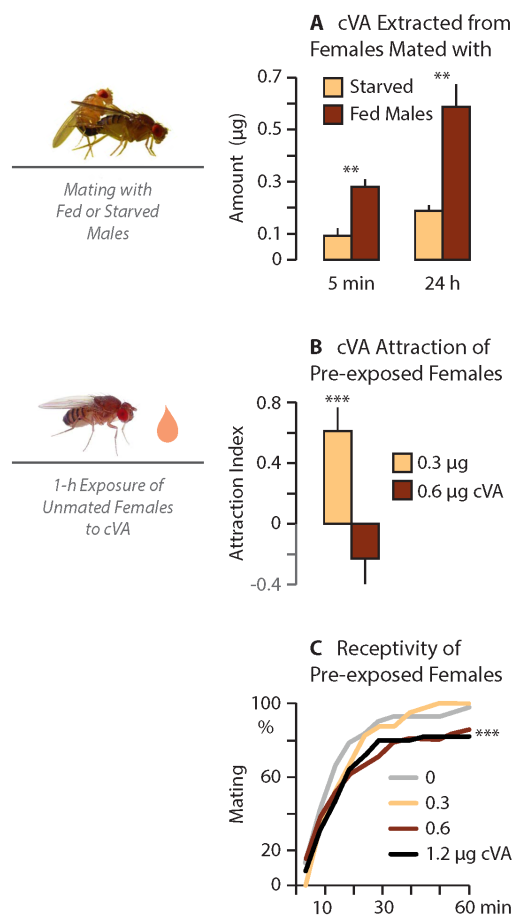 A cVA Extracted from
Females Mated with
0.7
0.5
0.3
0.1
0
Amount (µg)
Starved
Fed Males
**
**
5 min
24 h
Mating with
Fed or Starved
Males
B cVA Attraction of
Pre-exposed Females
0.8
0.4
0
-0.4
Attraction Index
***
0.3 µg
0.6 µg cVA
1-h Exposure of
Unmated Females
to cVA
C Receptivity of
Pre-exposed Females
100
%
60
20
0
Mating
***
0
0.3
0.6
1.2 µg cVA
10
30
60 min